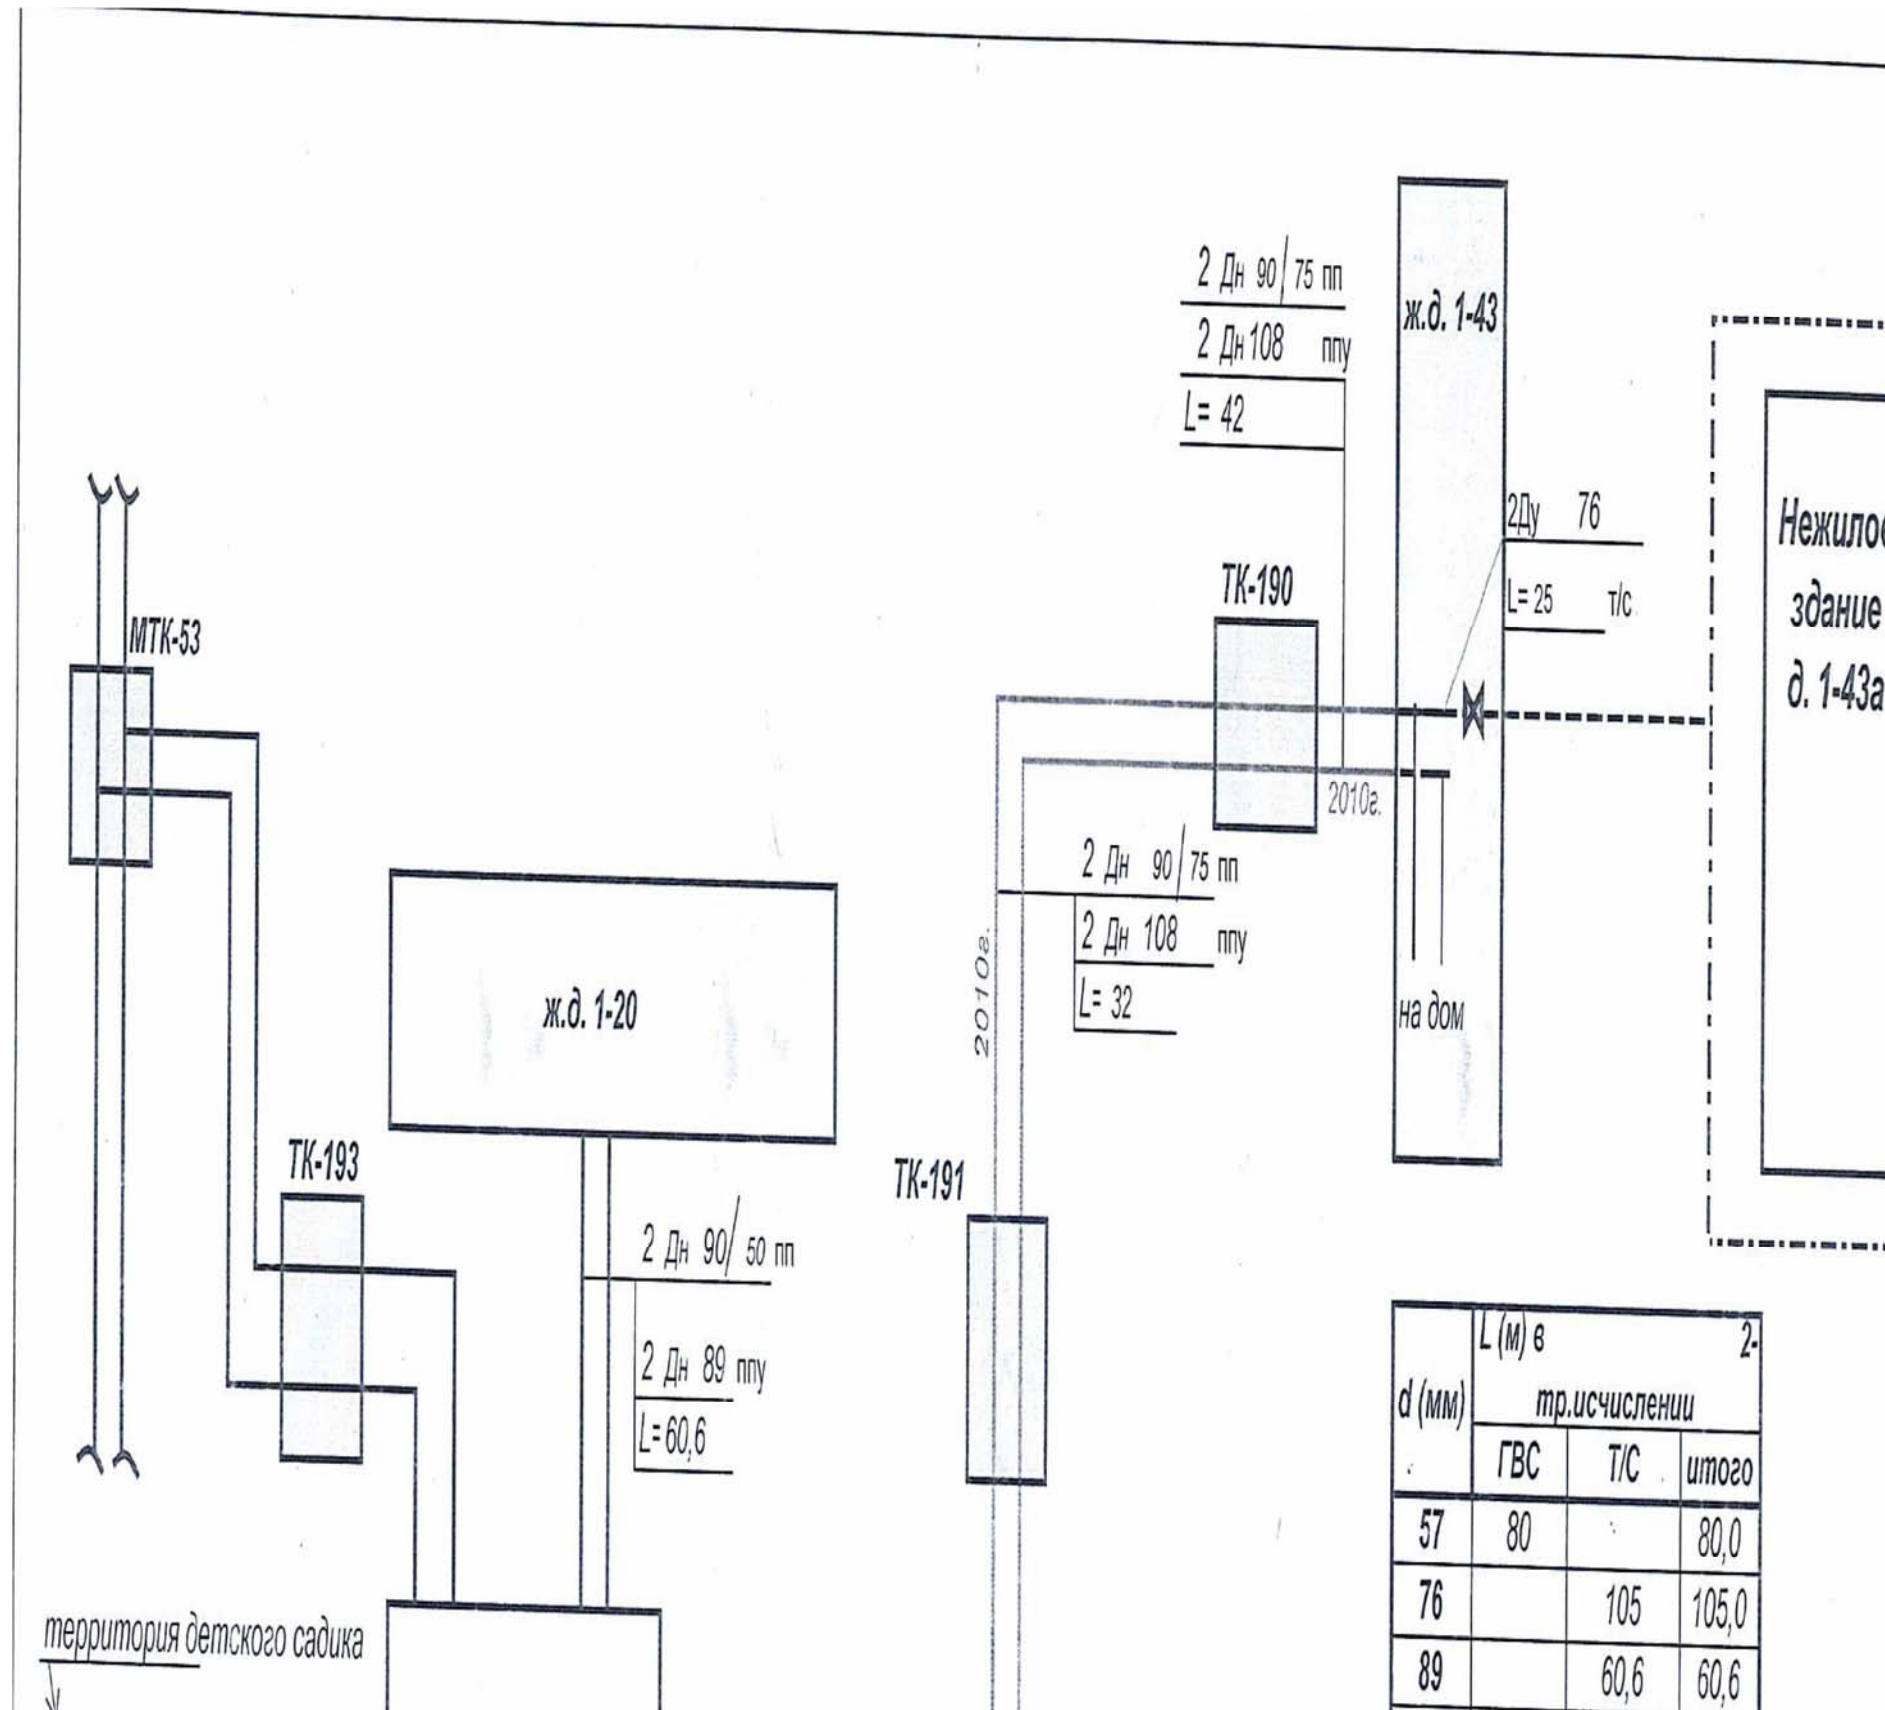 2 Дн 90/75 пп
2 Дн 108 ппу
L= 42
ж.д. 1-43
2Ду 76
L= 25 т/с
Нежилое
здание
д. 1-43а
ТК-190
МТК-53
2010г.
2 Дн 90/75 пп
2 Дн 108 ппу
L= 32
2010г.
на дом
ж.д. 1-20
ТК-193
ТК-191
2 Дн 90/50 пп
2 Дн 89 ппу
L= 60,6
d (мм) L (м) в 2-
тр.исчислении
ГВС Т/С итого
57 80 80,0
76 105 105,0
89 60,6 60,6
территория детского садика